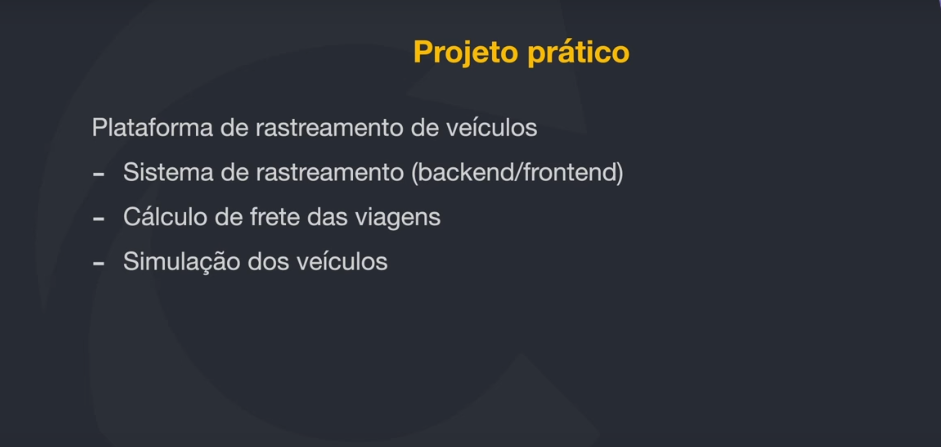 Projeto prático
Plataforma de rastreamento de veículos
- Sistema de rastreamento (backend/frontend)
- Cálculo de frete das viagens
- Simulação dos veículos